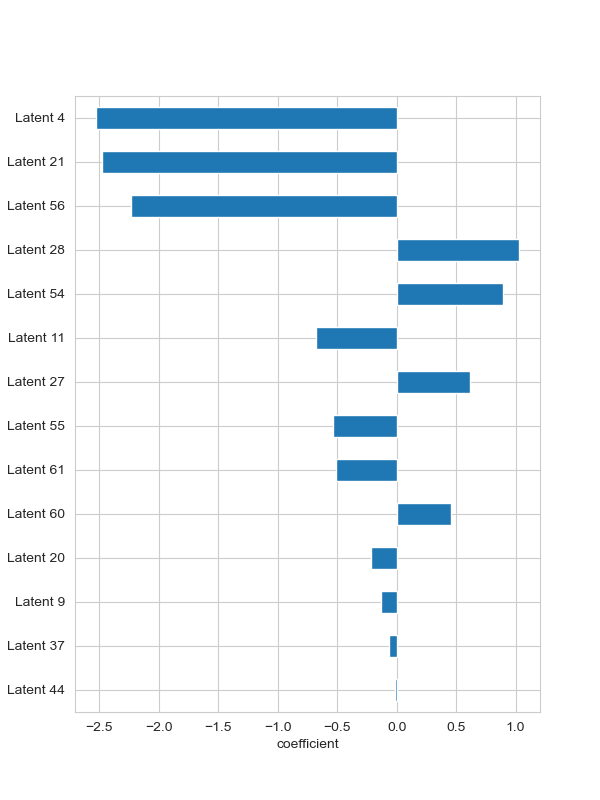 Latent 4
Latent 21
Latent 56
Latent 28
Latent 54
Latent 11
Latent 27
Latent 55
Latent 61
Latent 60
Latent 20
Latent 9
Latent 37
Latent 44
−2.5 −2.0 −1.5 −1.0 −0.5 0.0 0.5 1.0
coefficient